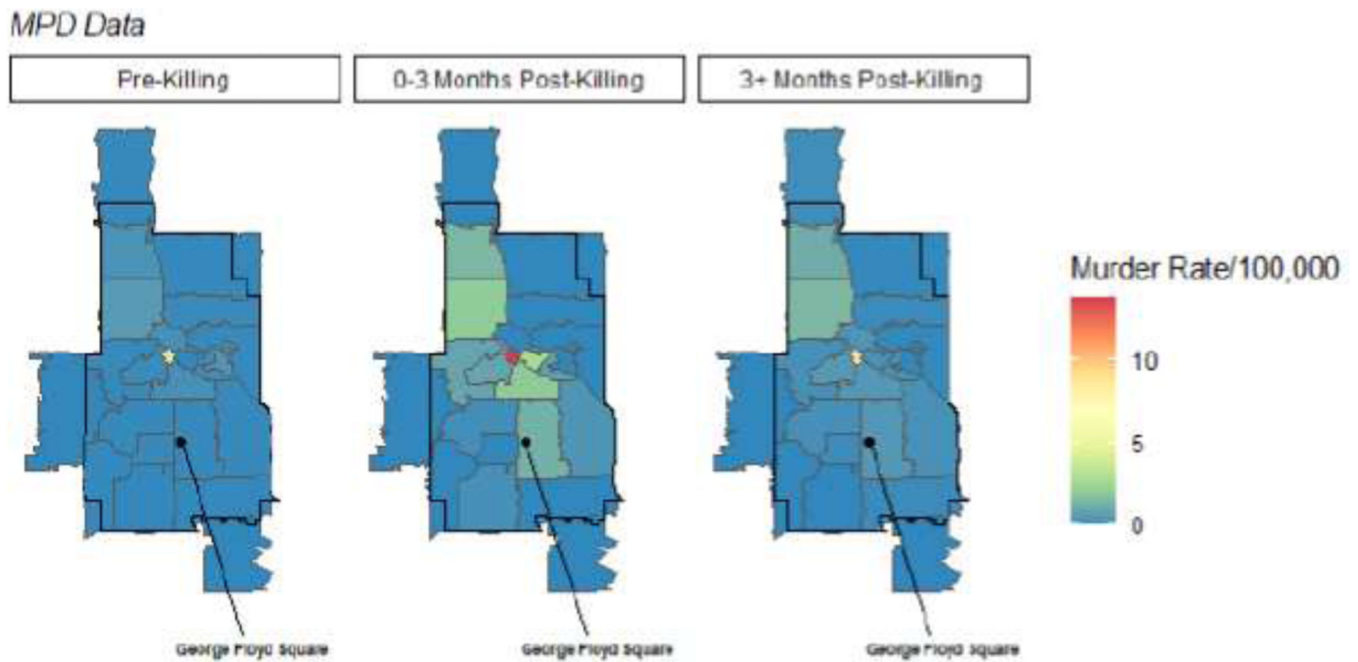 MPD Data
Pre-Killing
0-3 Months Post-Killing
3+ Months Post-Killing
Murder Rate/100,000
10
5
0
George Floyd Square
George Floyd Square
George Floyd Square